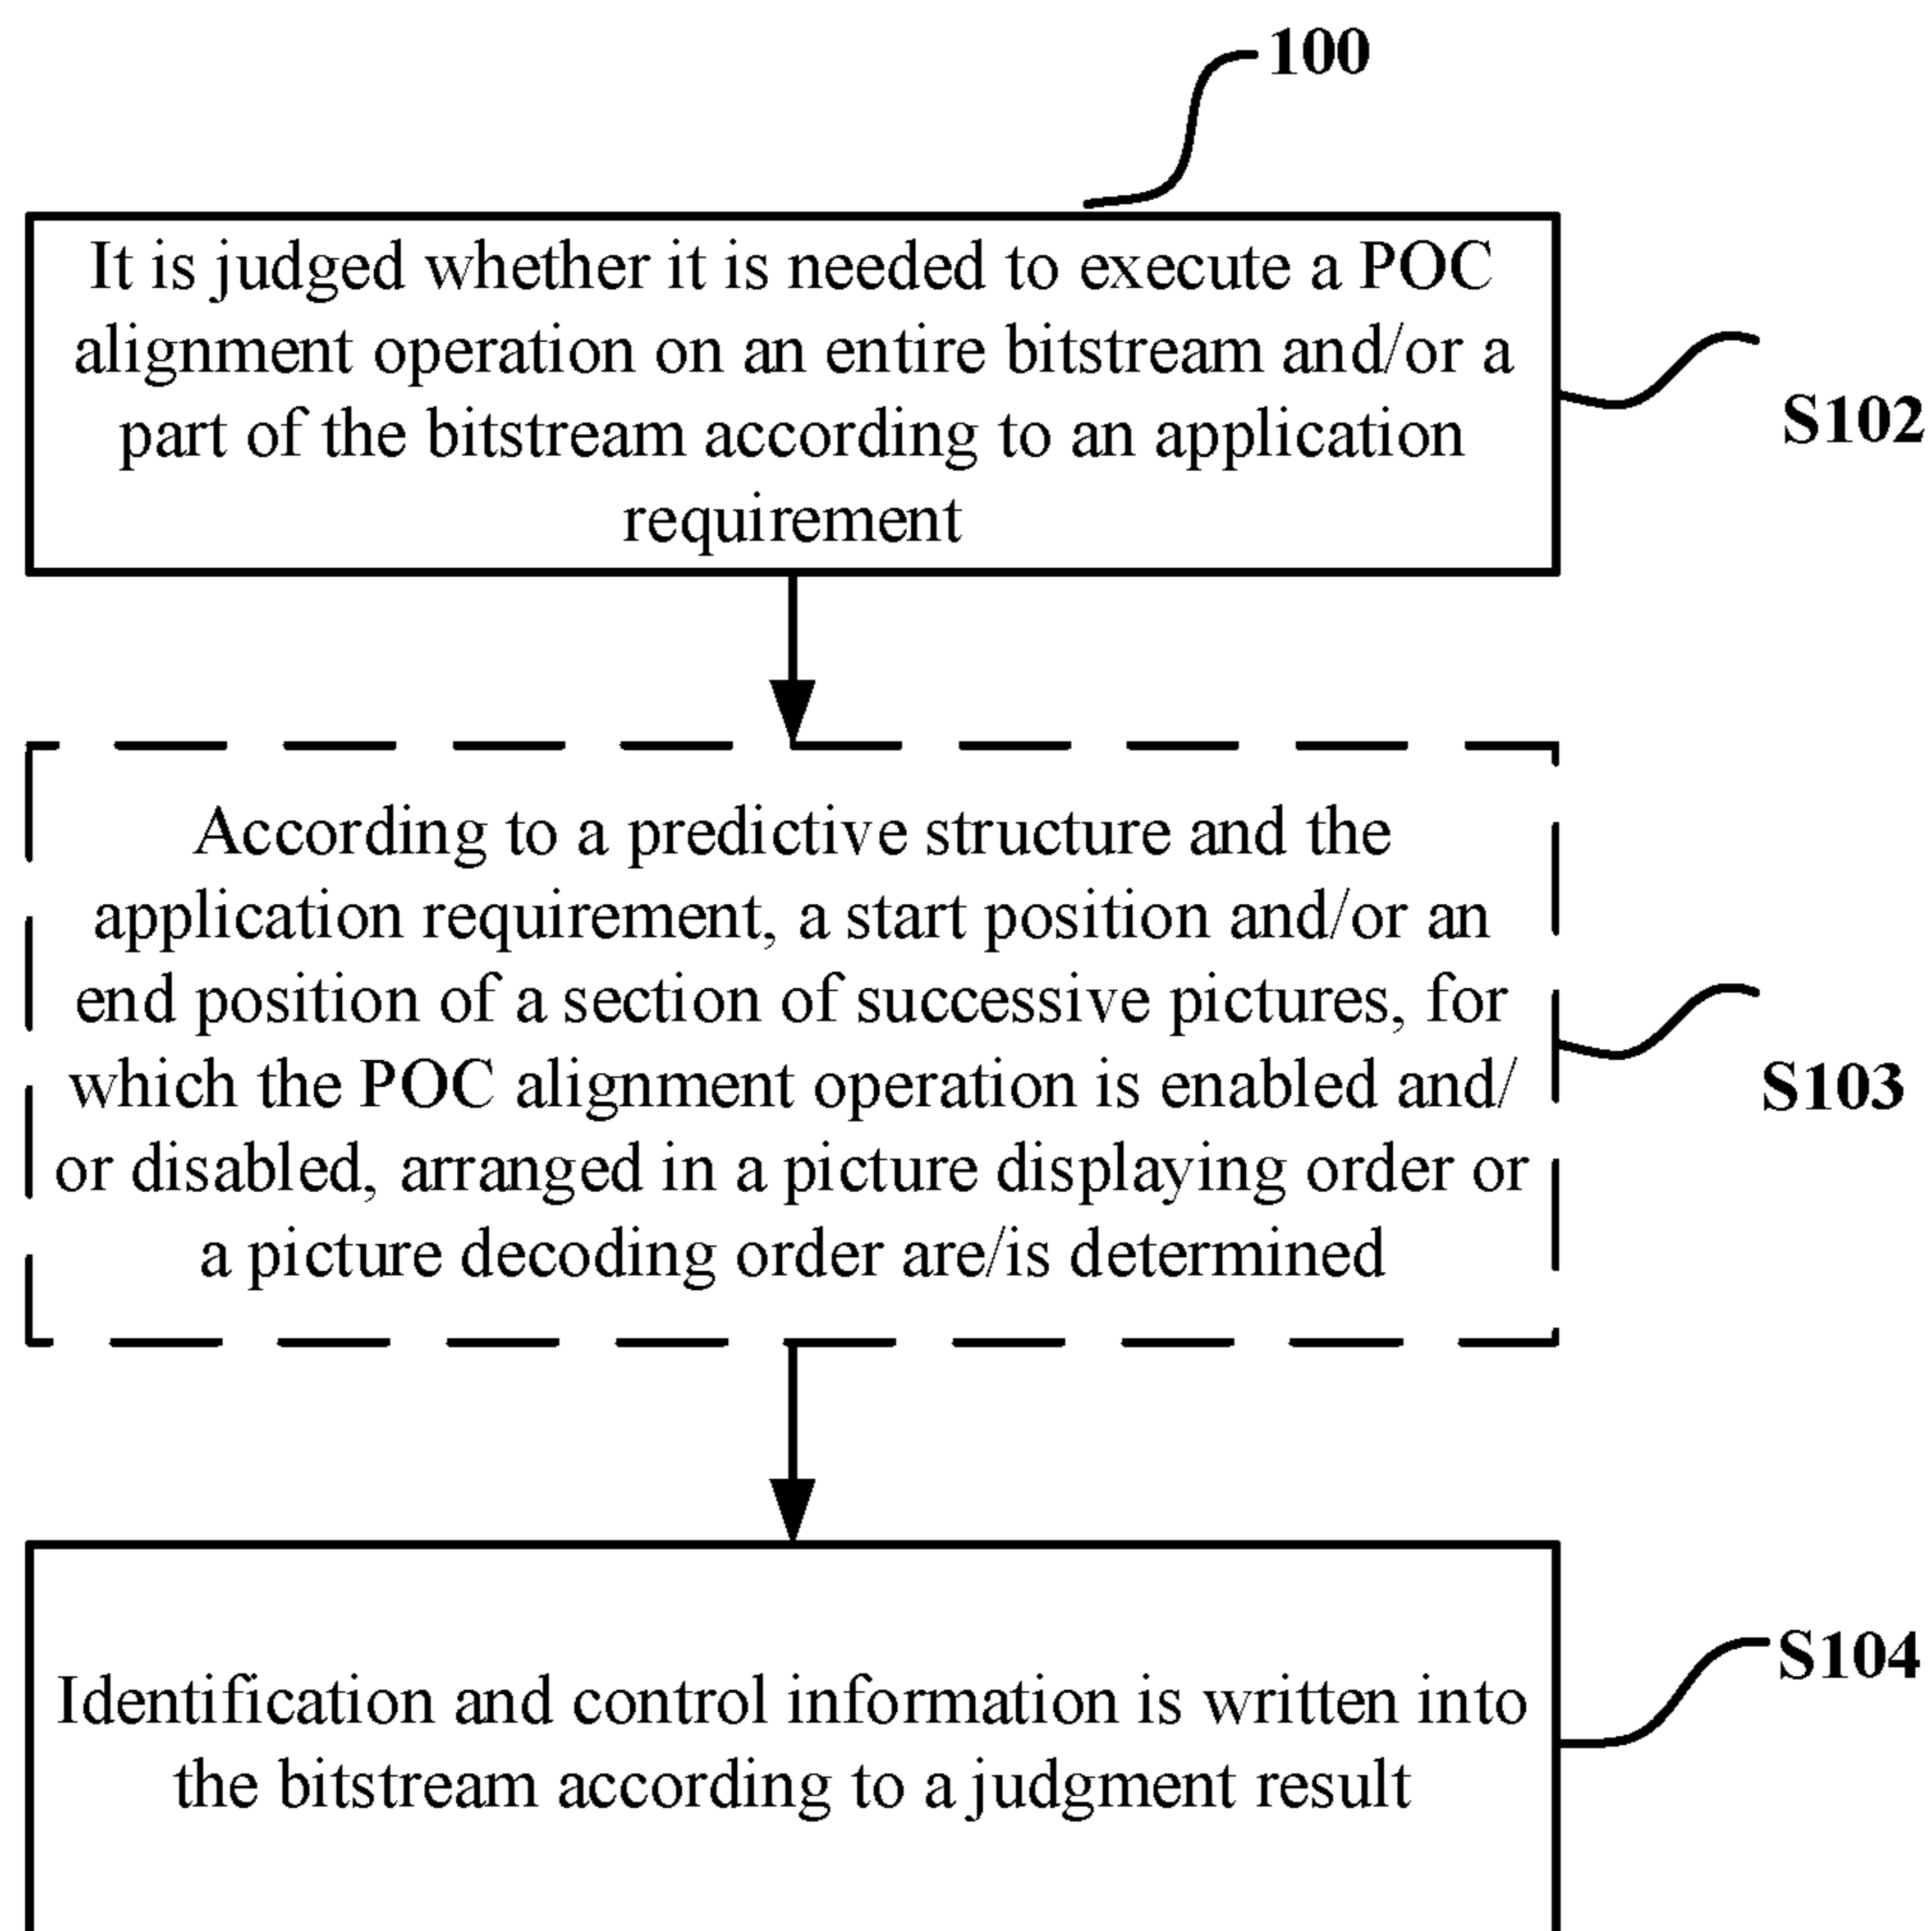 100
It is judged whether it is needed to execute a POC
alignment operation on an entire bitstream and/or a
part of the bitstream according to an application
requirement
S102
According to a predictive structure and the
application requirement, a start position and/or an
end position of a section of successive pictures, for
which the POC alignment operation is enabled and/
or disabled, arranged in a picture displaying order or
a picture decoding order are/is determined
S103
Identification and control information is written into
the bitstream according to a judgment result
S104